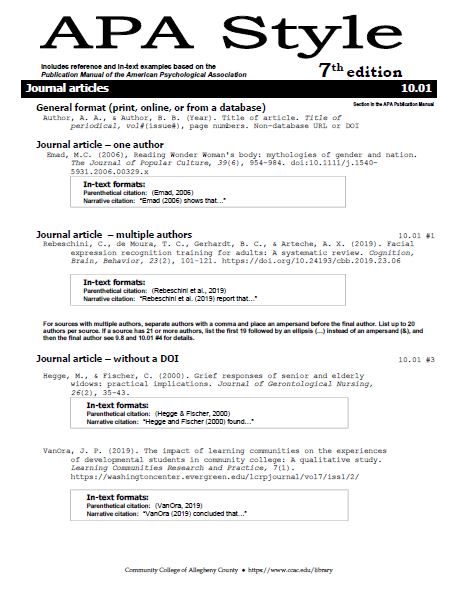 APA Style
Includes reference and in-text examples based on the
Publication Manual of the American Psychological Association
7th edition
Journal articles 10.01
General format (print, online, or from a database)
Section in the APA Publication Manual
Author, A. A., & Author, B. B. (Year). Title of article. Title of
periodical, vol#(issue#), page numbers. Non-database URL or DOI
Journal article – one author
Emad, M.C. (2006), Reading Wonder Woman's body: mythologies of gender and nation.
The Journal of Popular Culture, 39(6), 954-984. doi:10.1111/j.1540-
5931.2006.00329.x
In-text formats:
Parenthetical citation: (Emad, 2006)
Narrative citation: "Emad (2006) shows that…"
Journal article – multiple authors 10.01 #1
Rebeschini, C., de Moura, T. C., Gerhardt, B. C., & Arteche, A. X. (2019). Facial
expression recognition training for adults: A systematic review. Cognition,
Brain, Behavior, 23(2), 101-121. https://doi.org/10.24193/cbb.2019.23.06
In-text formats:
Parenthetical citation: (Rebeschini et al., 2019)
Narrative citation: "Rebeschini et al. (2019) report that…"
For sources with multiple authors, separate authors with a comma and place an ampersand before the final author. List up to 20
authors per source. If a source has 21 or more authors, list the first 19 followed by an ellipsis (...) instead of an ampersand (&), and
then the final author see 9.8 and 10.01 #4 for details.
Journal article – without a DOI 10.01 #3
Hegge, M., & Fischer, C. (2000). Grief responses of senior and elderly
widows: practical implications. Journal of Gerontological Nursing,
26(2), 35-43.
In-text formats:
Parenthetical citation: (Hegge & Fischer, 2000)
Narrative citation: "Hegge and Fischer (2000) found…"
VanOra, J. P. (2019). The impact of learning communities on the experiences
of developmental students in community college: A qualitative study.
Learning Communities Research and Practice, 7(1).
https://washingtoncenter.evergreen.edu/lcrpjournal/vol7/iss1/2/
In-text formats:
Parenthetical citation: (VanOra, 2019)
Narrative citation: "VanOra (2019) concluded that…"
Community College of Allegheny County ♦ https://www.ccac.edu/library